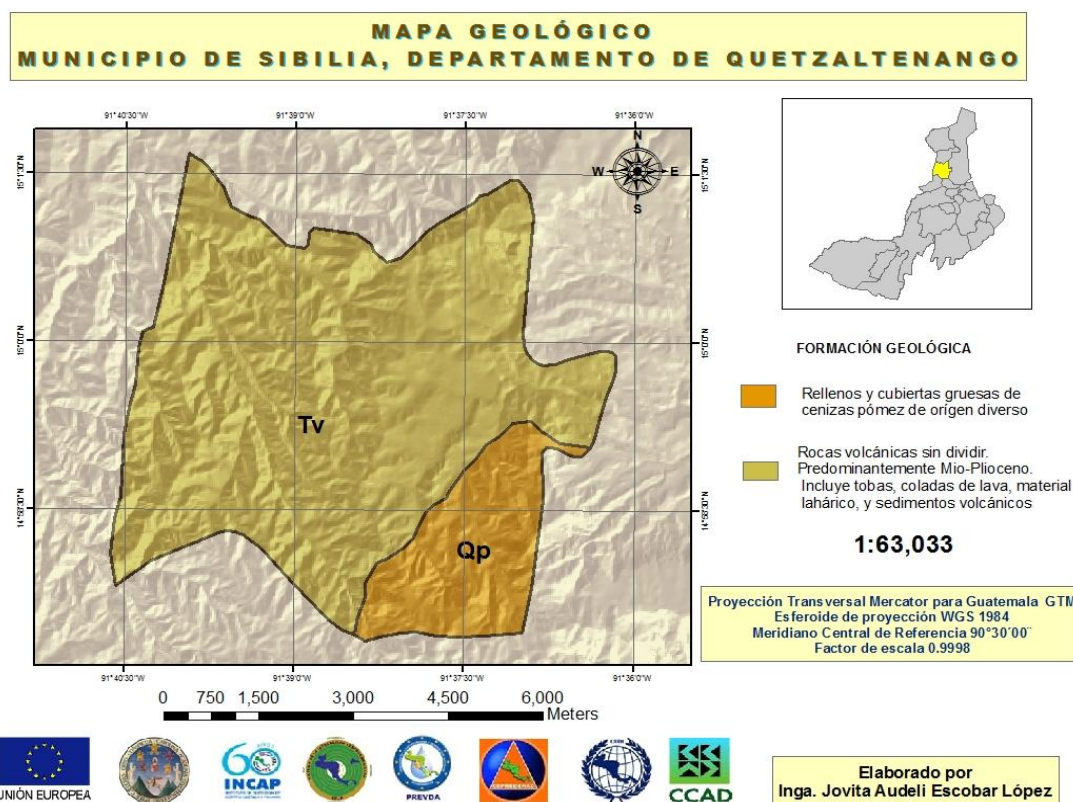 MAPA GEOLÓGICO
MUNICIPIO DE SIBILIA, DEPARTAMENTO DE QUETZALTENANGO
91°40'30"W 91°39'0"W 91°37'30"W 91°36'0"W
N
W E
S
15°1'30"N 15°1'30"N
15°0'0"N 15°0'0"N
14°58'30"N 14°58'30"N
Tv
Qp
91°40'30"W 91°39'0"W 91°37'30"W 91°36'0"W
0 750 1,500 3,000 4,500 6,000
Meters
FORMACIÓN GEOLÓGICA
Rellenos y cubiertas gruesas de
cenizas pómez de orígen diverso
Rocas volcánicas sin dividir.
Predominantemente Mio-Plioceno.
Incluye tobas, coladas de lava, material
lahárico, y sedimentos volcánicos
1:63,033
Proyección Transversal Mercator para Guatemala GTM
Esferoide de proyección WGS 1984
Meridiano Central de Referencia 90°30´00¨
Factor de escala 0.9998
UNIÓN EUROPEA
60
INCAP
PREVDA
CCAD
Elaborado por
Inga. Jovita Audeli Escobar López